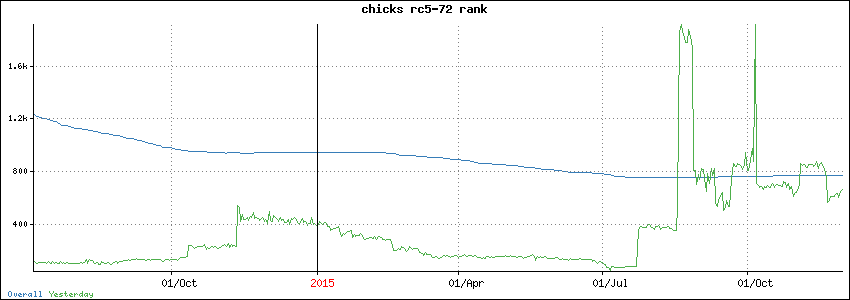 chicks rc5-72 rank
1.6k
1.2k
800
400
01/Oct 2015 01/Apr 01/Jul 01/Oct
Overall Yesterday